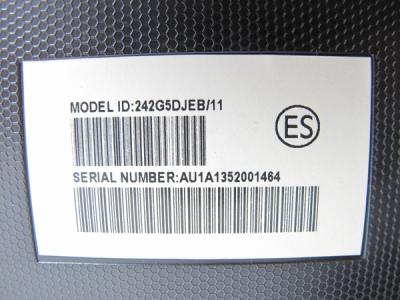 MODEL ID:242G5DJEB/11
ES
SERIAL NUMBER:AU1A1352001464